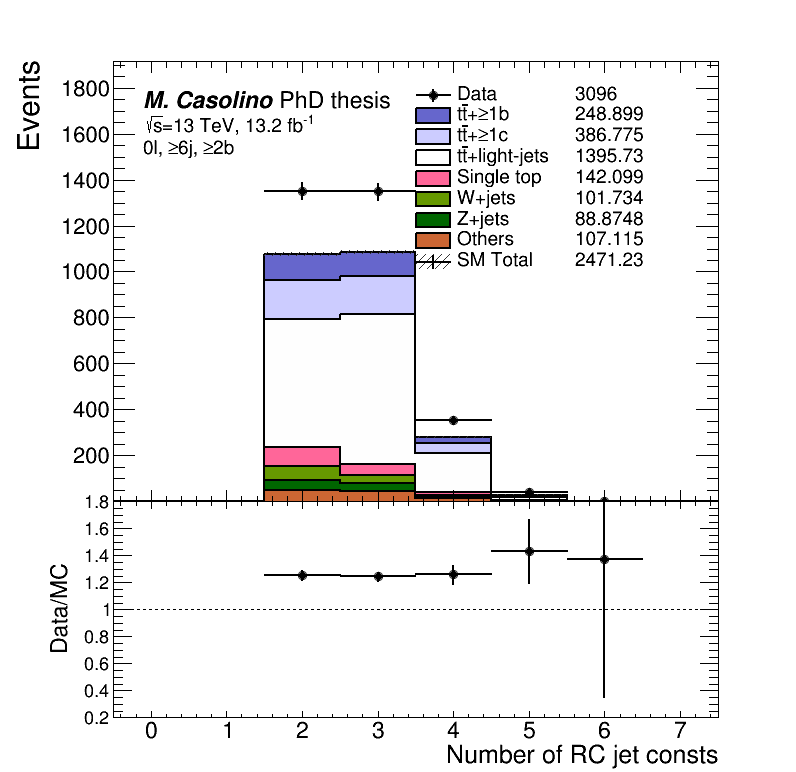 Events
1800
1600
1400
1200
1000
800
600
400
200
M. Casolino PhD thesis
√s=13 TeV, 13.2 fb⁻¹
0l, ≥6j, ≥2b
Data 3096
tt̄+≥1b 248.899
tt̄+≥1c 386.775
tt̄+light-jets 1395.73
Single top 142.099
W+jets 101.734
Z+jets 88.8748
Others 107.115
SM Total 2471.23
Data/MC
1.8
1.6
1.4
1.2
1
0.8
0.6
0.4
0.2
0 1 2 3 4 5 6 7
Number of RC jet consts